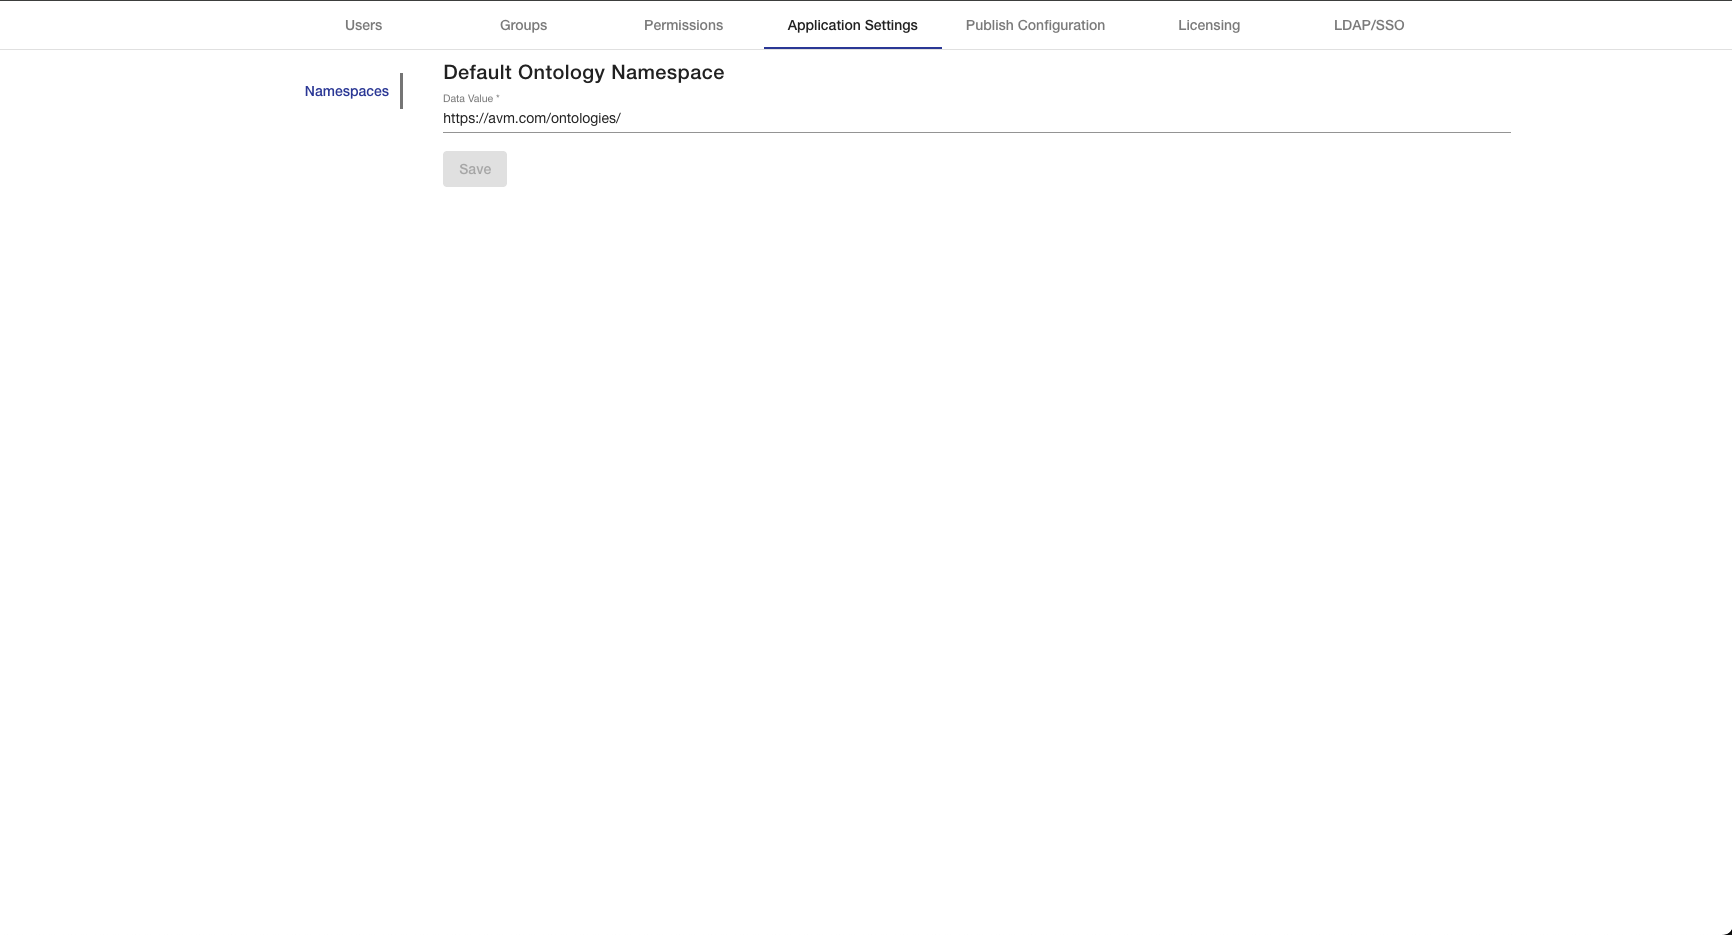 Users Groups Permissions Application Settings Publish Configuration Licensing LDAP/SSO
Namespaces
Default Ontology Namespace
Data Value *
https://avm.com/ontologies/
Save